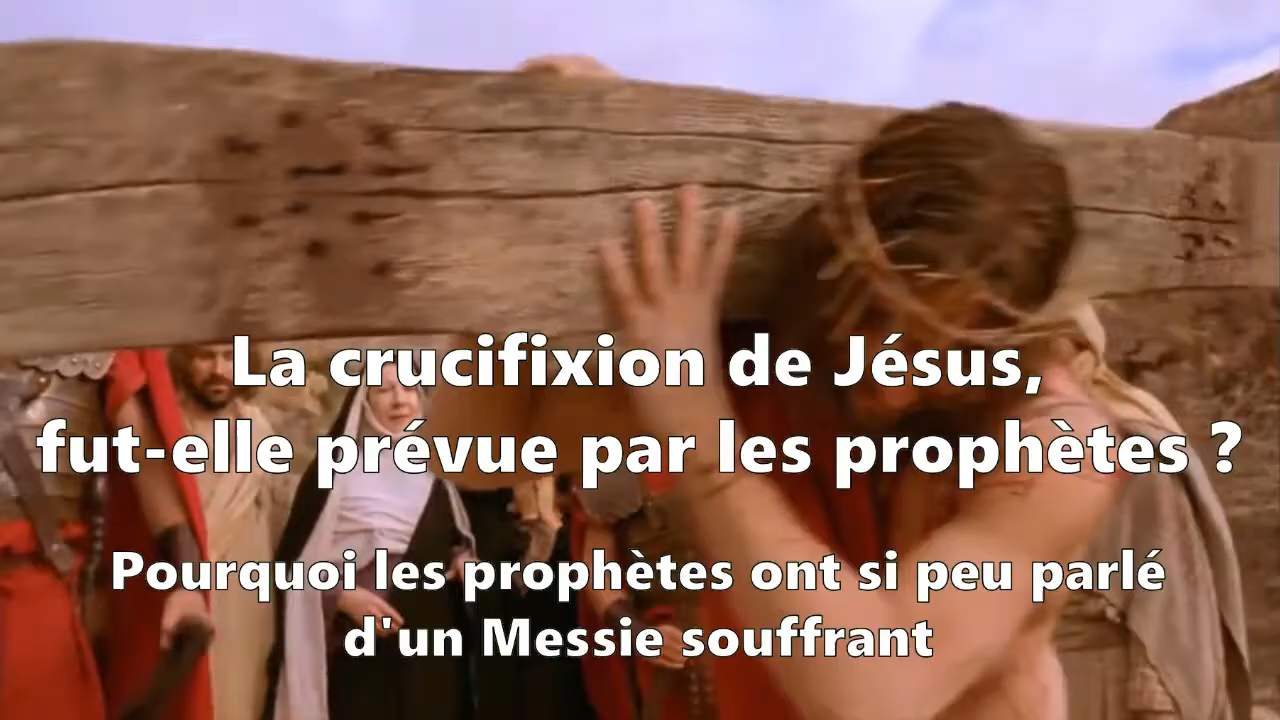 La crucifixion de Jésus,
fut-elle prévue par les prophètes ?
Pourquoi les prophètes ont si peu parlé
d'un Messie souffrant